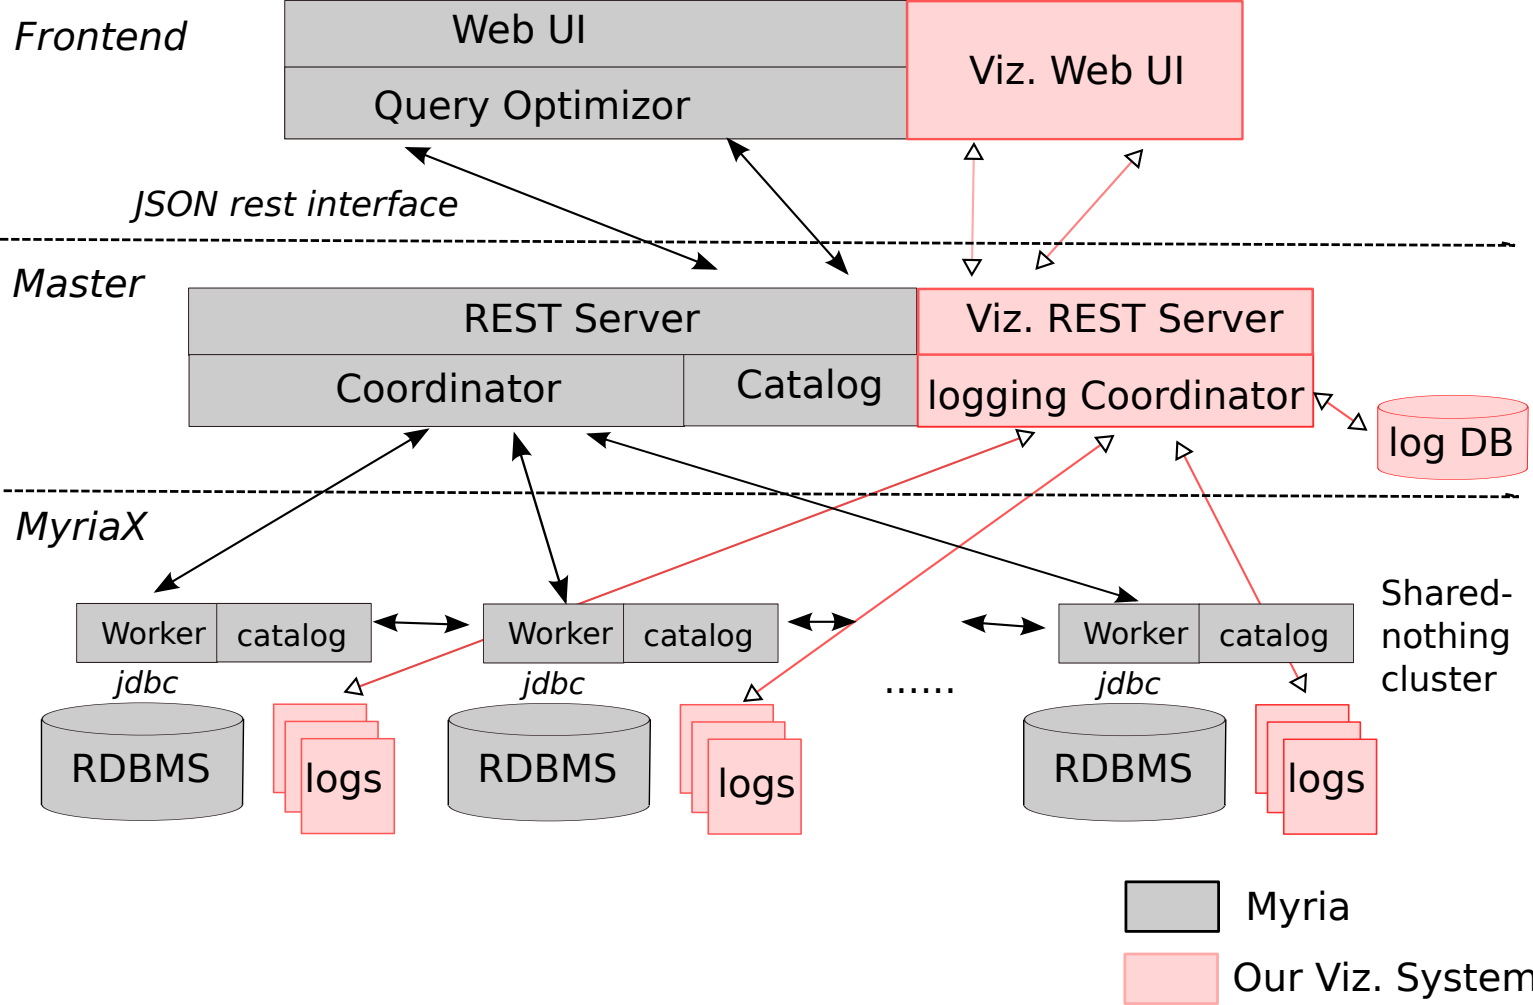 Frontend
Web UI
Viz. Web UI
Query Optimizor
JSON rest interface
Master
REST Server
Viz. REST Server
Coordinator
Catalog
logging Coordinator
log DB
MyriaX
Worker
catalog
Worker
catalog
Worker
catalog
Shared-
nothing
cluster
jdbc
jdbc
......
jdbc
RDBMS
logs
RDBMS
logs
RDBMS
logs
Myria
Our Viz. System